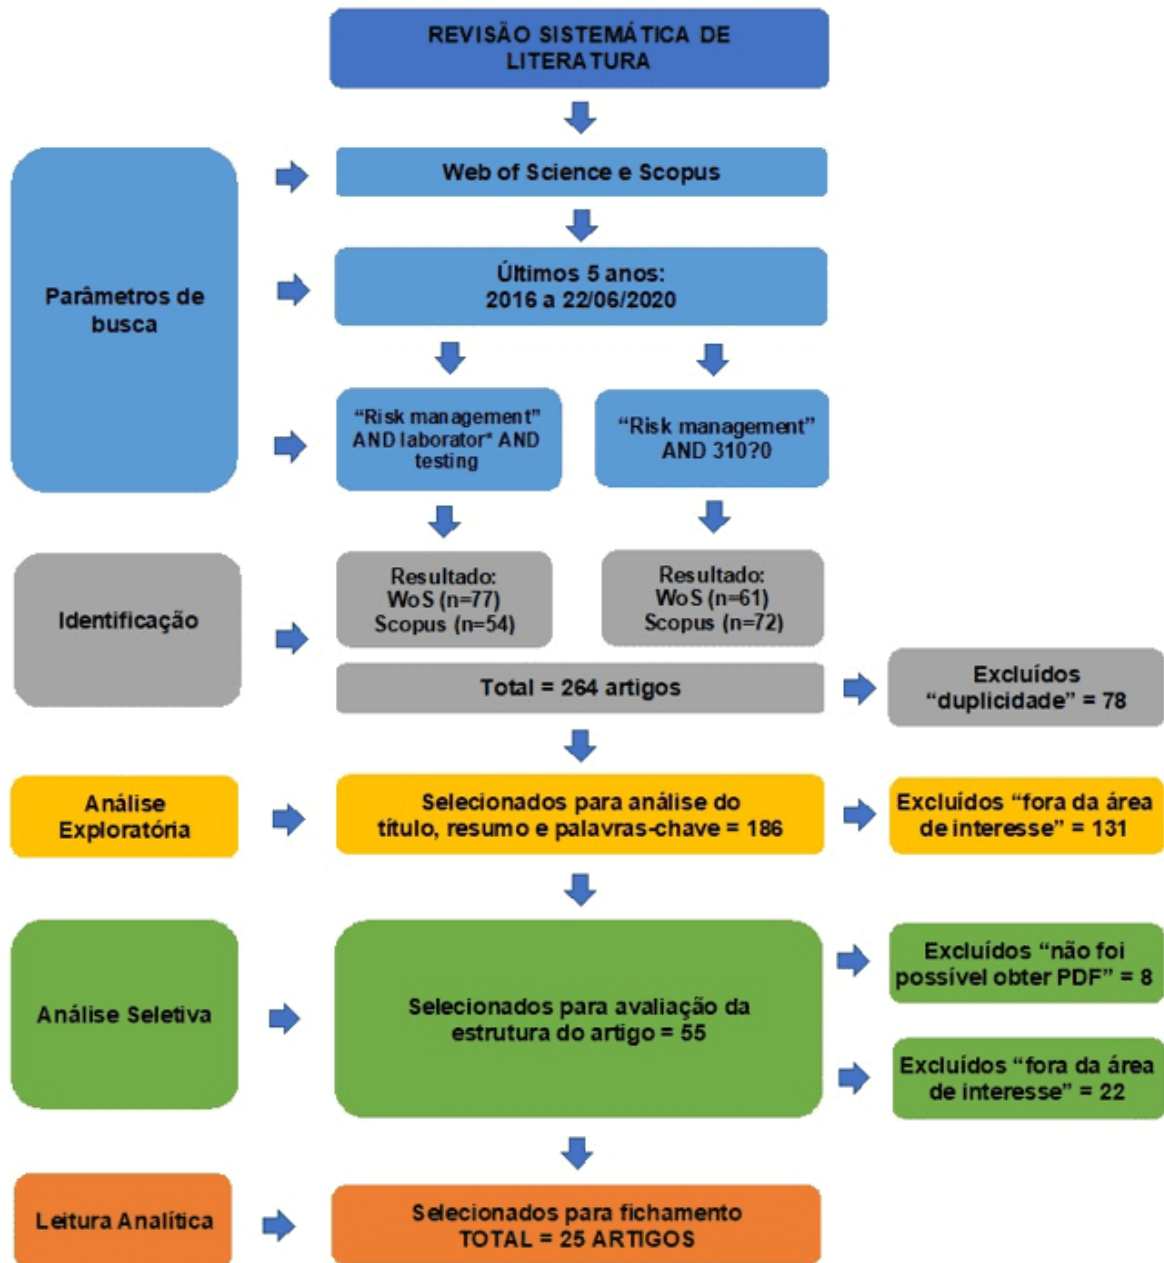 REVISÃO SISTEMÁTICA DE
LITERATURA
Parâmetros de
busca
Web of Science e Scopus
Últimos 5 anos:
2016 a 22/06/2020
“Risk management”
AND laborator* AND
testing
“Risk management”
AND 310?0
Identificação
Resultado:
WoS (n=77)
Scopus (n=54)
Resultado:
WoS (n=61)
Scopus (n=72)
Total = 264 artigos
Excluídos
“duplicidade” = 78
Análise
Exploratória
Selecionados para análise do
título, resumo e palavras-chave = 186
Excluídos “fora da área
de interesse” = 131
Análise Seletiva
Selecionados para avaliação da
estrutura do artigo = 55
Excluídos “não foi
possível obter PDF” = 8
Excluídos “fora da área
de interesse” = 22
Leitura Analítica
Selecionados para fichamento
TOTAL = 25 ARTIGOS